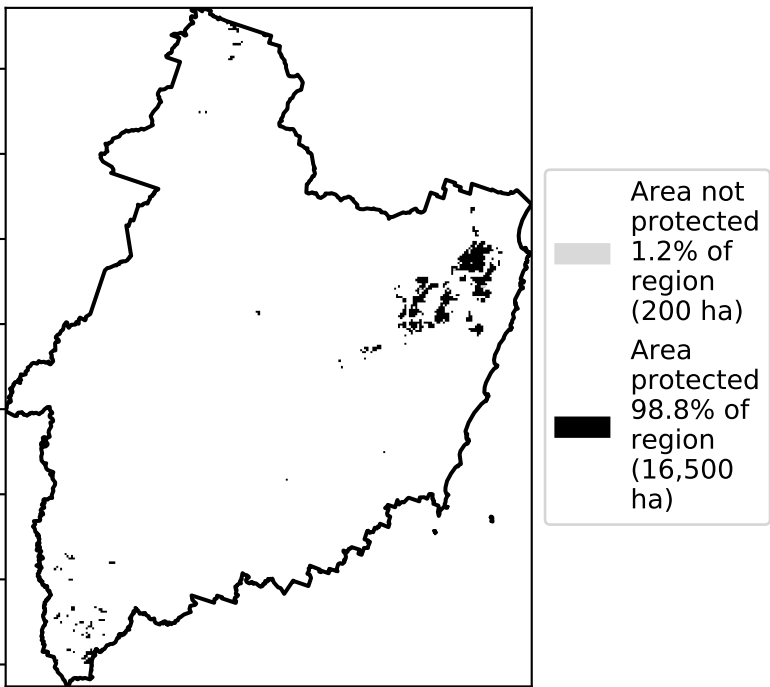 Area not
protected
1.2% of
region
(200 ha)
Area
protected
98.8% of
region
(16,500
ha)